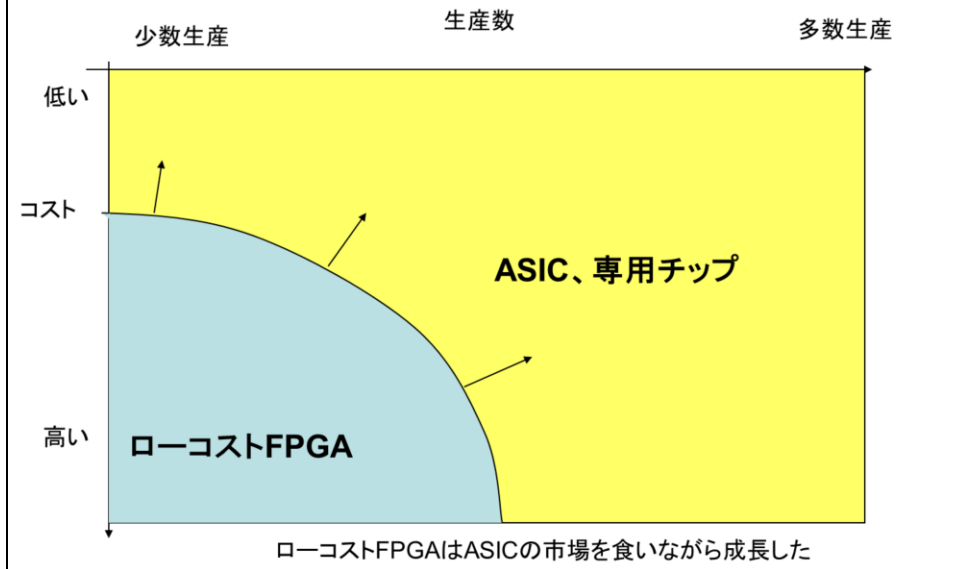 生産数
少数生産
多数生産
低い
コスト
ASIC、専用チップ
高い
ローコストFPGA
ローコストFPGAはASICの市場を食いながら成長した